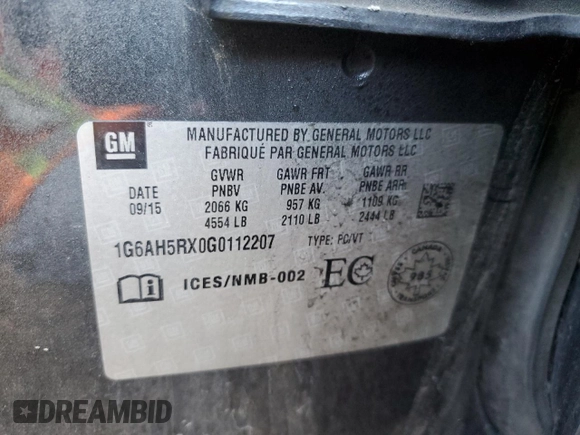 GM
MANUFACTURED BY GENERAL MOTORS LLC
FABRIQUÉ PAR GENERAL MOTORS LLC
GVWR GAWR FRT GAWR RR
DATE PNBV PNBE AV. PNBE ARR.
09/15 2066 KG 957 KG 1109 KG
4554 LB 2110 LB 2444 LB
1G6AH5RX0G0112207 TYPE: PC/VT
ICES/NMB-002 EC
DREAMBID